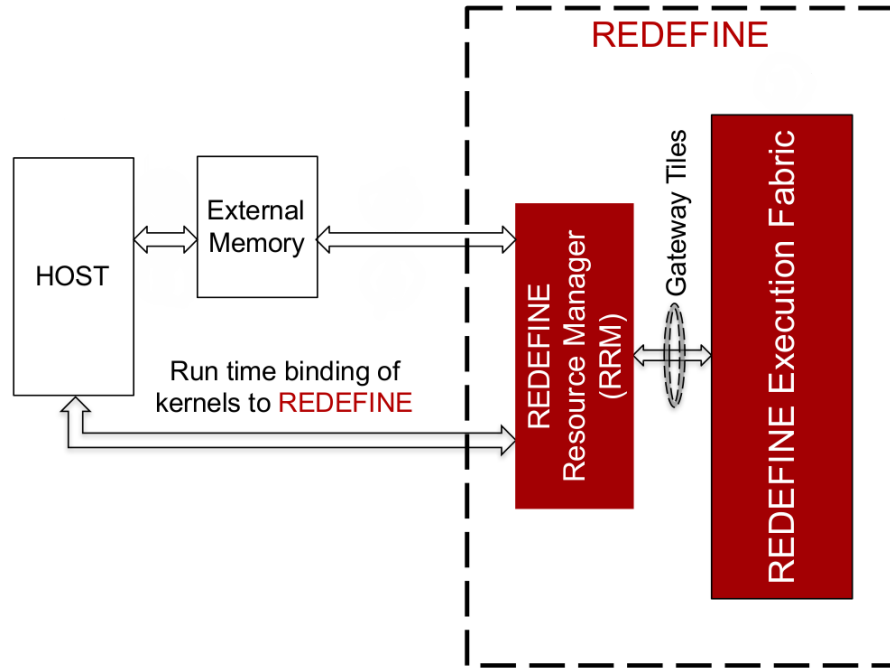 REDEFINE
HOST
External
Memory
Run time binding of
kernels to REDEFINE
REDEFINE
Resource Manager
(RRM)
Gateway Tiles
REDEFINE Execution Fabric